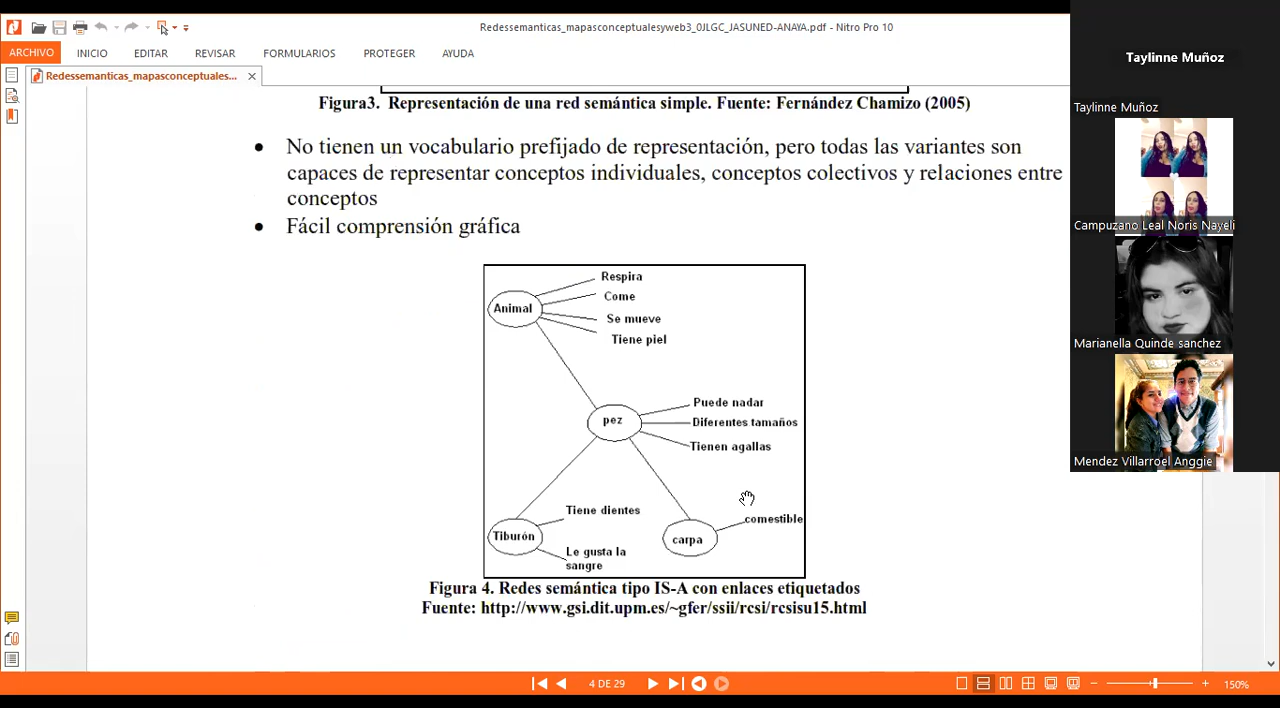 Redessemanticas_mapasconceptualesyweb3_0JLGC_JASUNED-ANAYA.pdf - Nitro Pro 10
ARCHIVO INICIO EDITAR REVISAR FORMULARIOS PROTEGER AYUDA
Redessemanticas_mapasconceptuales...
Figura3. Representación de una red semántica simple. Fuente: Fernández Chamizo (2005)
• No tienen un vocabulario prefijado de representación, pero todas las variantes son
capaces de representar conceptos individuales, conceptos colectivos y relaciones entre
conceptos
• Fácil comprensión gráfica
Animal
Respira
Come
Se mueve
Tiene piel
pez
Puede nadar
Diferentes tamaños
Tienen agallas
Tiburón
Tiene dientes
Le gusta la
sangre
carpa
comestible
Figura 4. Redes semántica tipo IS-A con enlaces etiquetados
Fuente: http://www.gsi.dit.upm.es/~gfer/ssii/rcsi/rcsisu15.html
4 DE 29
150%
Taylinne Muñoz
Taylinne Muñoz
Campuzano Leal Noris Nayeli
Marianella Quinde sanchez
Mendez Villarroel Anggie